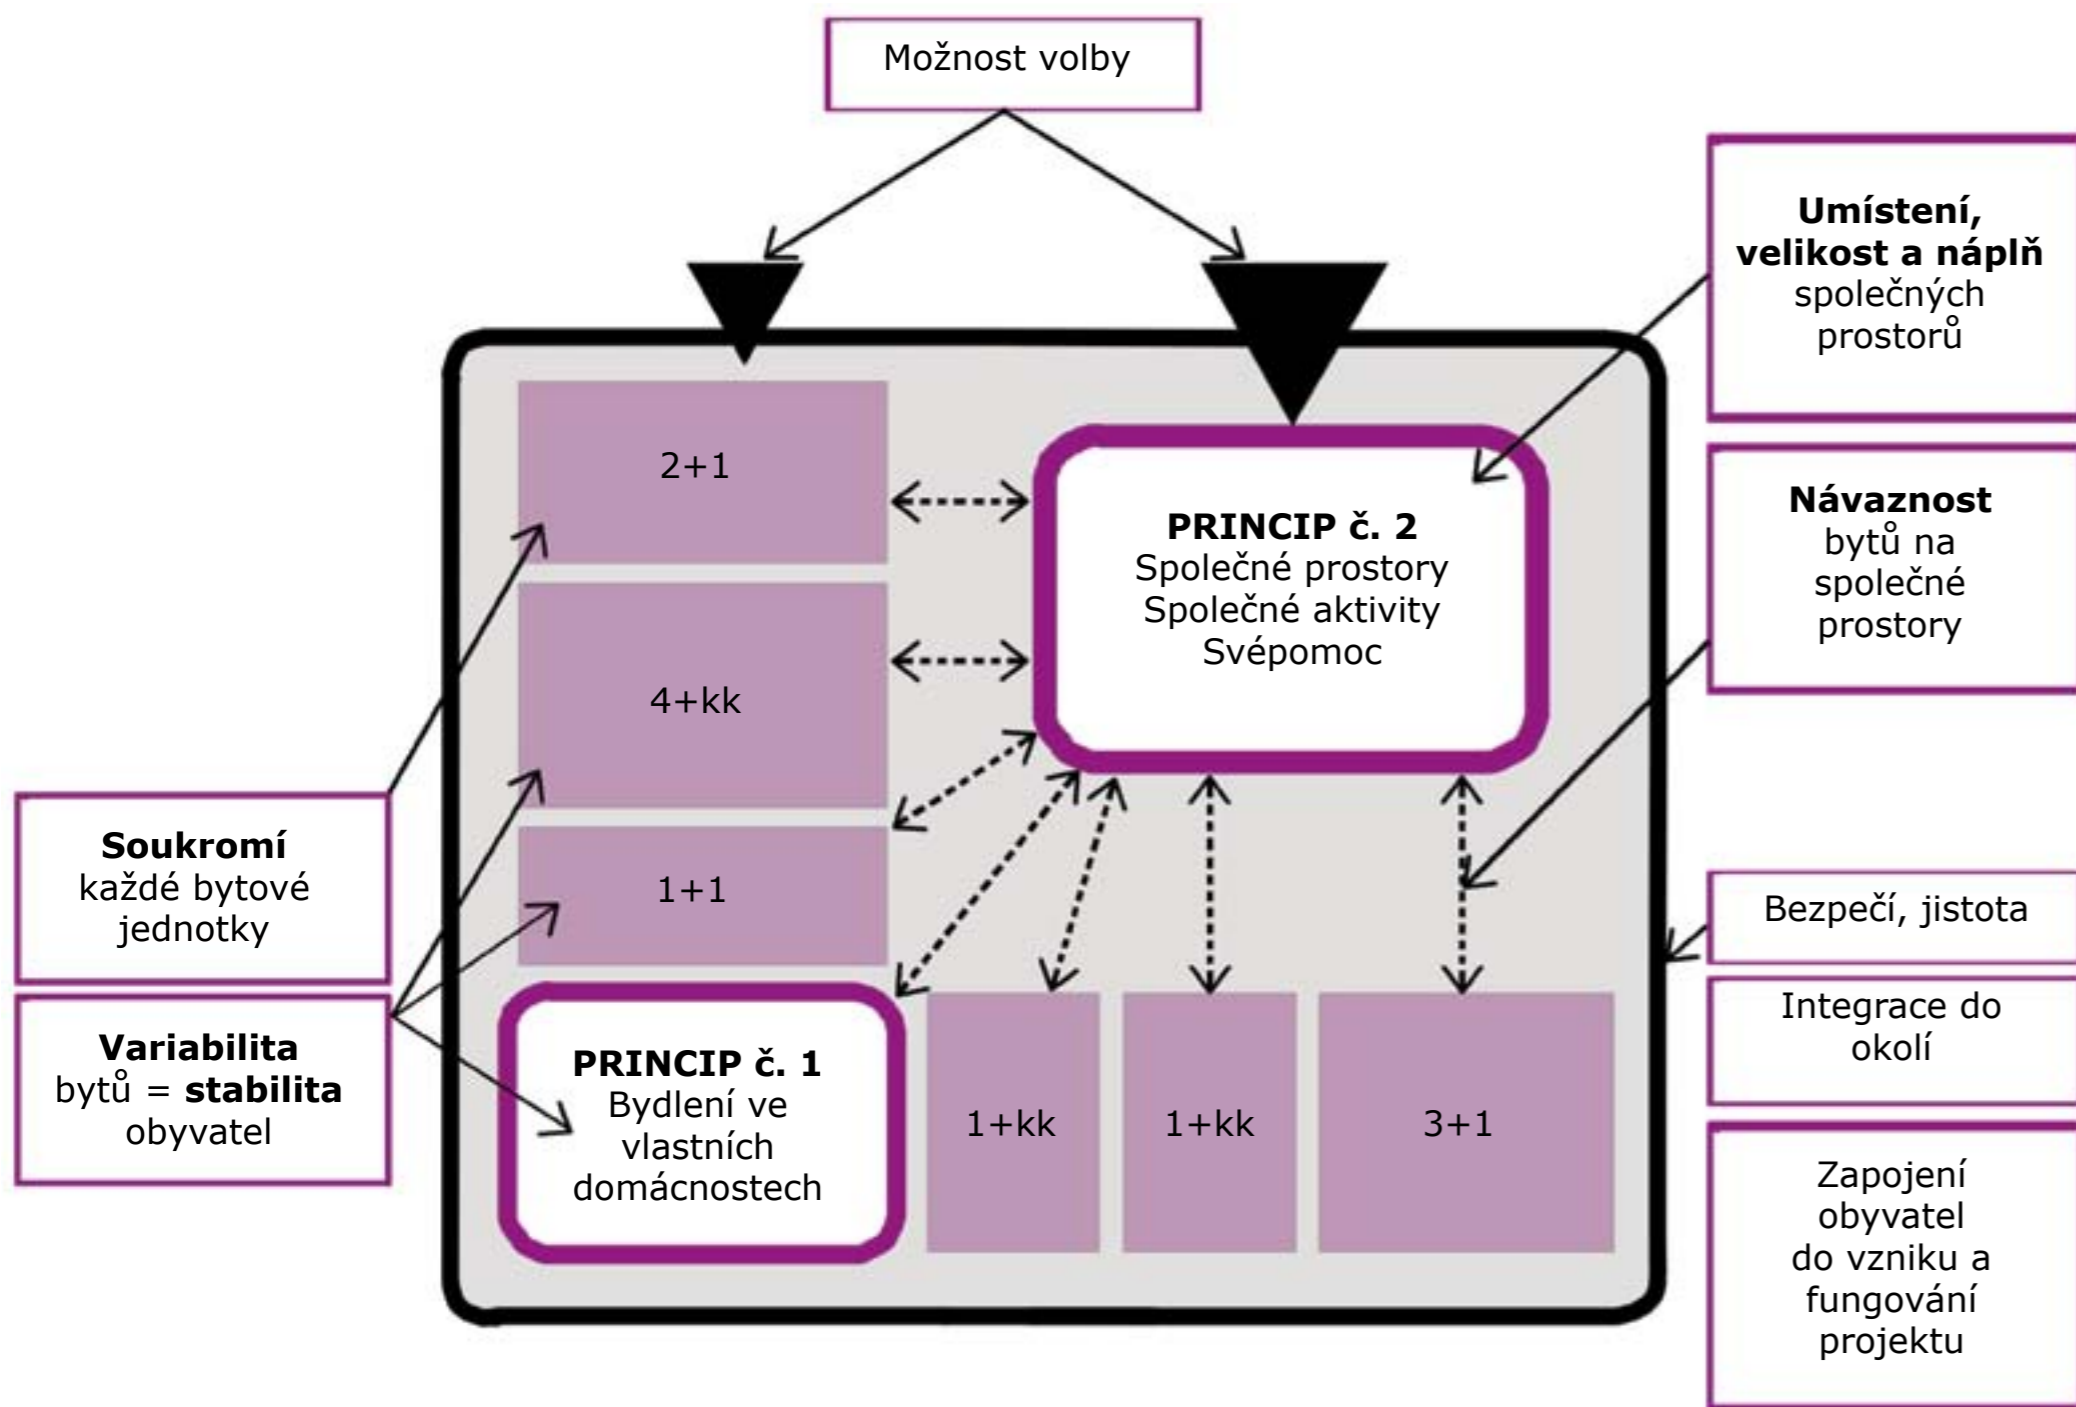 Možnost volby
Umístení,
velikost a náplň
společných
prostorů
2+1
PRINCIP č. 2
Společné prostory
Společné aktivity
Svépomoc
Návaznost
bytů na
společné
prostory
4+kk
Soukromí
každé bytové
jednotky
1+1
Bezpečí, jistota
Variabilita
bytů = stabilita
obyvatel
PRINCIP č. 1
Bydlení ve
vlastních
domácnostech
1+kk
1+kk
3+1
Integrace do
okolí
Zapojení
obyvatel
do vzniku a
fungování
projektu